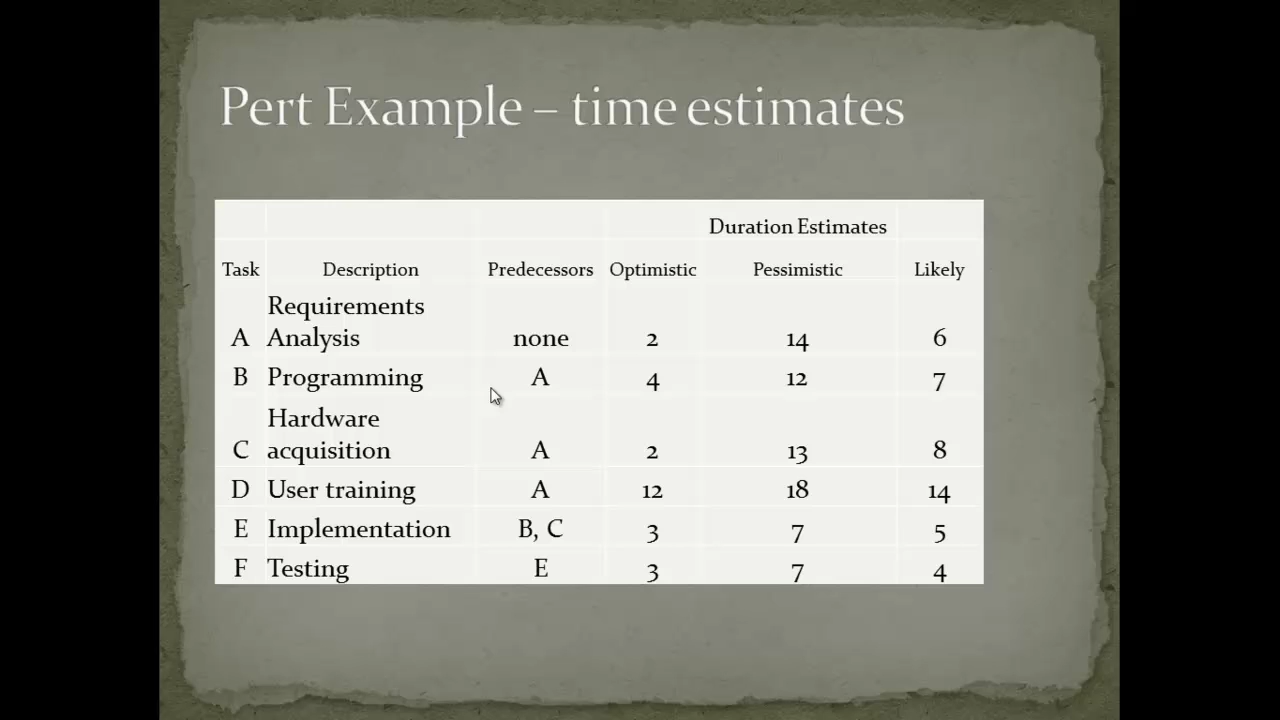 Pert Example – time estimates
Duration Estimates
Task Description Predecessors Optimistic Pessimistic Likely
Requirements
A Analysis none 2 14 6
B Programming A 4 12 7
Hardware
C acquisition A 2 13 8
D User training A 12 18 14
E Implementation B, C 3 7 5
F Testing E 3 7 4